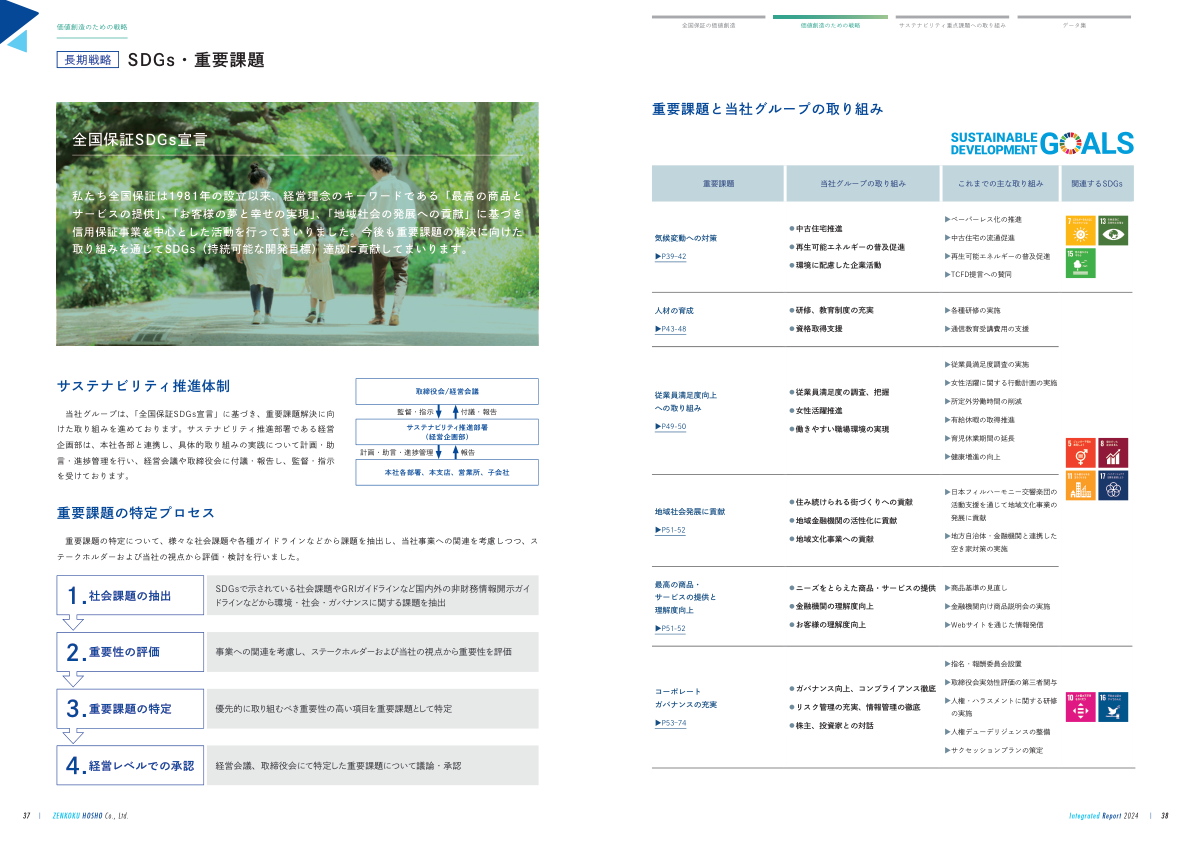 価値創造のための戦略
長期戦略 SDGs・重要課題
全国保証SDGs宣言
私たち全国保証は1981年の設立以来、経営理念のキーワードである「最高の商品と
サービスの提供」、「お客様の夢と幸せの実現」、「地域社会の発展への貢献」に基づき
信用保証事業を中心とした活動を行ってまいりました。今後も重要課題の解決に向けた
取り組みを通してSDGs（持続可能な開発目標）達成に貢献してまいります。
サステナビリティ推進体制
当社グループは、「全国保証SDGs宣言」に基づき、重要課題解決に向
けた取り組みを進めております。サステナビリティ推進部署である経営
企画部は、本社各部と連携し、具体的取り組みの実践について計画・助
言・進捗管理を行い、経営会議や取締役会に付議・報告し、監督・指示
を受けております。
取締役会/経営会議
監督・指示 付議・報告
サステナビリティ推進部署
（経営企画部）
計画・助言・進捗管理 報告
本社各部署、本支店、営業所、子会社
重要課題の特定プロセス
重要課題の特定について、様々な社会課題や各種ガイドラインなどから課題を抽出し、当社事業への関連を考慮しつつ、ス
テークホルダーおよび当社の視点から評価・検討を行いました。
1.社会課題の抽出
SDGsで示されている社会課題やGRIガイドラインなど国内外の非財務情報開示ガイ
ドラインなどから環境・社会・ガバナンスに関する課題を抽出
2.重要性の評価
事業への関連を考慮し、ステークホルダーおよび当社の視点から重要性を評価
3.重要課題の特定
優先的に取り組むべき重要性の高い項目を重要課題として特定
4.経営レベルでの承認
経営会議、取締役会にて特定した重要課題について議論・承認
37 | ZENKOKU HOSHO Co., Ltd.
全国保証の価値創造
価値創造のための戦略
サステナビリティ重点課題への取り組み
データ集
重要課題と当社グループの取り組み
SUSTAINABLE
DEVELOPMENT GOALS
重要課題
当社グループの取り組み
これまでの主な取り組み
関連するSDGs
気候変動への対策
▶P39-42
●中古住宅推進
●再生可能エネルギーの普及促進
●環境に配慮した企業活動
▶ペーパーレス化の推進
▶中古住宅の流通促進
▶再生可能エネルギーの普及促進
▶TCFD提言への賛同
7
13
15
人材の育成
▶P43-48
●研修、教育制度の充実
●資格取得支援
▶各種研修の実施
▶通信教育受講費用の支援
従業員満足度向上
への取り組み
▶P49-50
●従業員満足度の調査、把握
●女性活躍推進
●働きやすい職場環境の実現
▶従業員満足度調査の実施
▶女性活躍に関する行動計画の実施
▶所定外労働時間の削減
▶有給休暇の取得推進
▶育児休業期間の延長
▶健康増進の向上
5
8
11
17
地域社会発展に貢献
▶P51-52
●住み続けられる街づくりへの貢献
●地域金融機関の活性化に貢献
●地域文化事業への貢献
▶日本フィルハーモニー交響楽団の
活動支援を通じて地域文化事業の
発展に貢献
▶地方自治体・金融機関と連携した
空き家対策の実施
最高の商品・
サービスの提供と
理解度向上
▶P51-52
●ニーズをとらえた商品・サービスの提供
●金融機関の理解度向上
●お客様の理解度向上
▶商品基準の見直し
▶金融機関向け商品説明会の実施
▶Webサイトを通じた情報発信
コーポレート
ガバナンスの充実
▶P53-74
●ガバナンス向上、コンプライアンス徹底
●リスク管理の充実、情報管理の徹底
●株主、投資家との対話
▶指名・報酬委員会設置
▶取締役会実効性評価の第三者関与
▶人権・ハラスメントに関する研修
の実施
▶人権デューデリジェンスの整備
▶サクセッションプランの策定
10
16
Integrated Report 2024 | 38